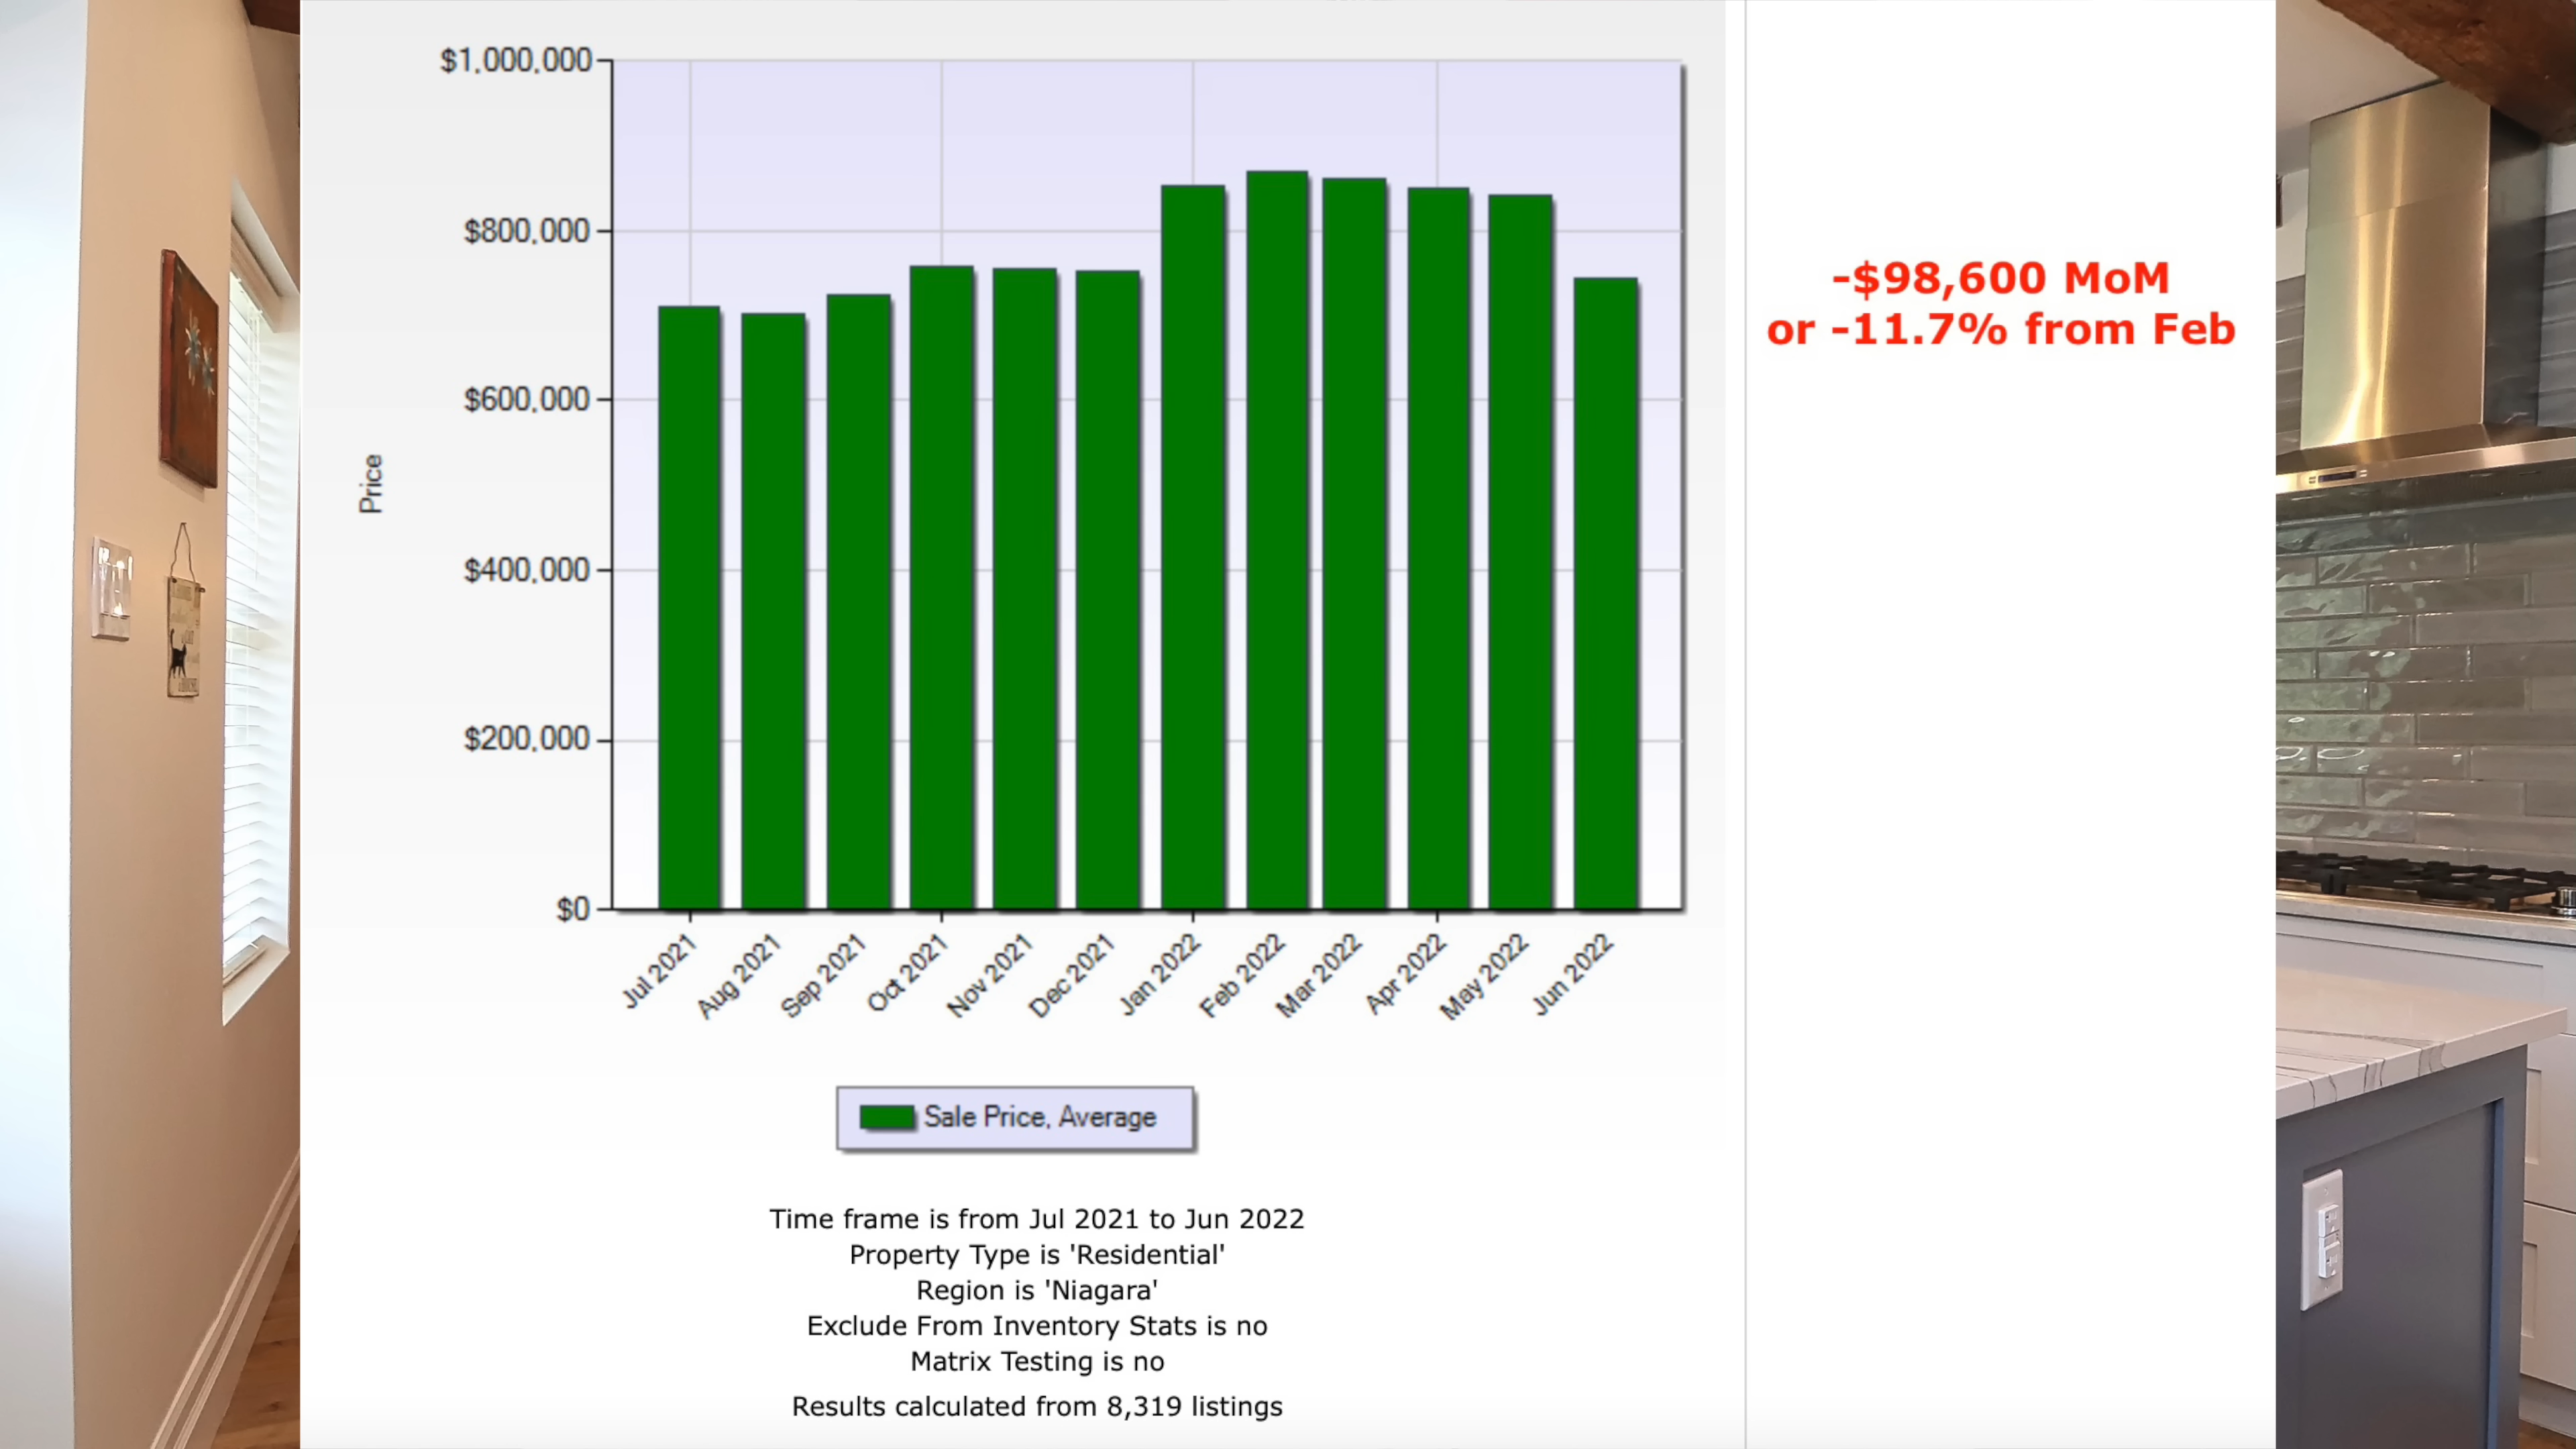 $1,000,000
$800,000
$600,000
$400,000
$200,000
$0
Price
Jul 2021
Aug 2021
Sep 2021
Oct 2021
Nov 2021
Dec 2021
Jan 2022
Feb 2022
Mar 2022
Apr 2022
May 2022
Jun 2022
Sale Price, Average
Time frame is from Jul 2021 to Jun 2022
Property Type is 'Residential'
Region is 'Niagara'
Exclude From Inventory Stats is no
Matrix Testing is no
Results calculated from 8,319 listings
-$98,600 MoM
or -11.7% from Feb